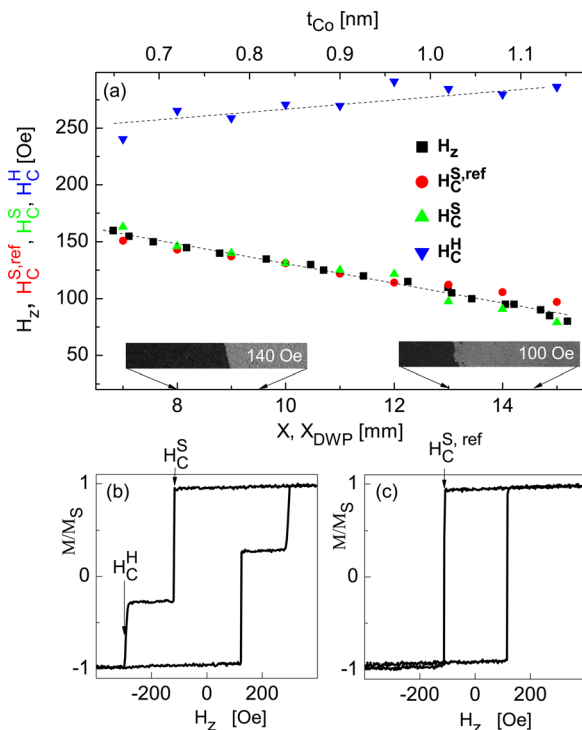 t_Co [nm]
0.7 0.8 0.9 1.0 1.1
(a)
H_z, H_C^S,ref, H_C^S, H_C^H [Oe]
250
200
150
100
50
H_z
H_C^S,ref
H_C^S
H_C^H
140 Oe
100 Oe
8 10 12 14
X, X_DWP [mm]
H_C^S
H_C^S, ref
(b)
(c)
H_C^H
M/M_S
1
0
-1
-200 0 200
H_z [Oe]
M/M_S
1
0
-1
-200 0 200
H_z [Oe]